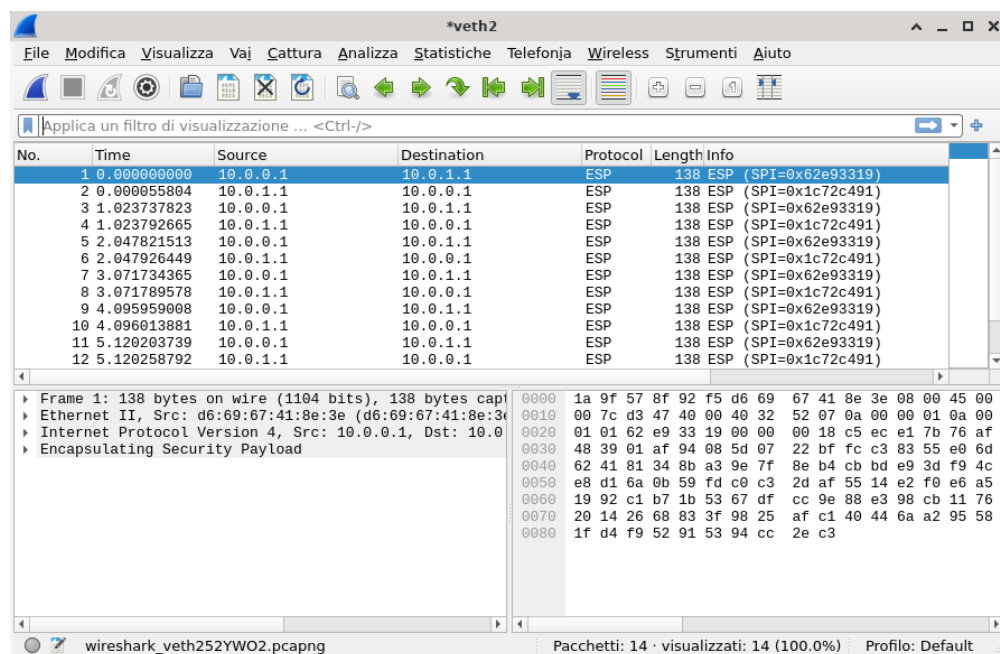 *veth2
File Modifica Visualizza Vai Cattura Analizza Statistiche Telefonia Wireless Strumenti Aiuto
Applica un filtro di visualizzazione ... <Ctrl-/>
No. Time Source Destination Protocol Length Info
1 0.000000000 10.0.0.1 10.0.1.1 ESP 138 ESP (SPI=0x62e93319)
2 0.000055804 10.0.1.1 10.0.0.1 ESP 138 ESP (SPI=0x1c72c491)
3 1.023737823 10.0.0.1 10.0.1.1 ESP 138 ESP (SPI=0x62e93319)
4 1.023792665 10.0.1.1 10.0.0.1 ESP 138 ESP (SPI=0x1c72c491)
5 2.047821513 10.0.0.1 10.0.1.1 ESP 138 ESP (SPI=0x62e93319)
6 2.047926449 10.0.1.1 10.0.0.1 ESP 138 ESP (SPI=0x1c72c491)
7 3.071734365 10.0.0.1 10.0.1.1 ESP 138 ESP (SPI=0x62e93319)
8 3.071789578 10.0.1.1 10.0.0.1 ESP 138 ESP (SPI=0x1c72c491)
9 4.095959008 10.0.0.1 10.0.1.1 ESP 138 ESP (SPI=0x62e93319)
10 4.096013881 10.0.1.1 10.0.0.1 ESP 138 ESP (SPI=0x1c72c491)
11 5.120203739 10.0.0.1 10.0.1.1 ESP 138 ESP (SPI=0x62e93319)
12 5.120258792 10.0.1.1 10.0.0.1 ESP 138 ESP (SPI=0x1c72c491)
Frame 1: 138 bytes on wire (1104 bits), 138 bytes capt
Ethernet II, Src: d6:69:67:41:8e:3e (d6:69:67:41:8e:3e
Internet Protocol Version 4, Src: 10.0.0.1, Dst: 10.0
Encapsulating Security Payload
0000 1a 9f 57 8f 92 f5 d6 69 67 41 8e 3e 08 00 45 00
0010 00 7c d3 47 40 00 40 32 52 07 0a 00 00 01 0a 00
0020 01 01 62 e9 33 19 00 00 00 18 c5 ec e1 7b 76 af
0030 48 39 01 af 94 08 5d 07 22 bf fc c3 83 55 e0 6d
0040 62 41 81 34 8b a3 9e 7f 8e b4 cb bd e9 3d f9 4c
0050 e8 d1 6a 0b 59 fd c0 c3 2d af 55 14 e2 f0 e6 a5
0060 19 92 c1 b7 1b 53 67 df cc 9e 88 e3 98 cb 11 76
0070 20 14 26 68 83 3f 98 25 af c1 40 44 6a a2 95 58
0080 1f d4 f9 52 91 53 94 cc 2e c3
wireshark_veth252YWO2.pcapng Pacchetti: 14 · visualizzati: 14 (100.0%) Profilo: Default